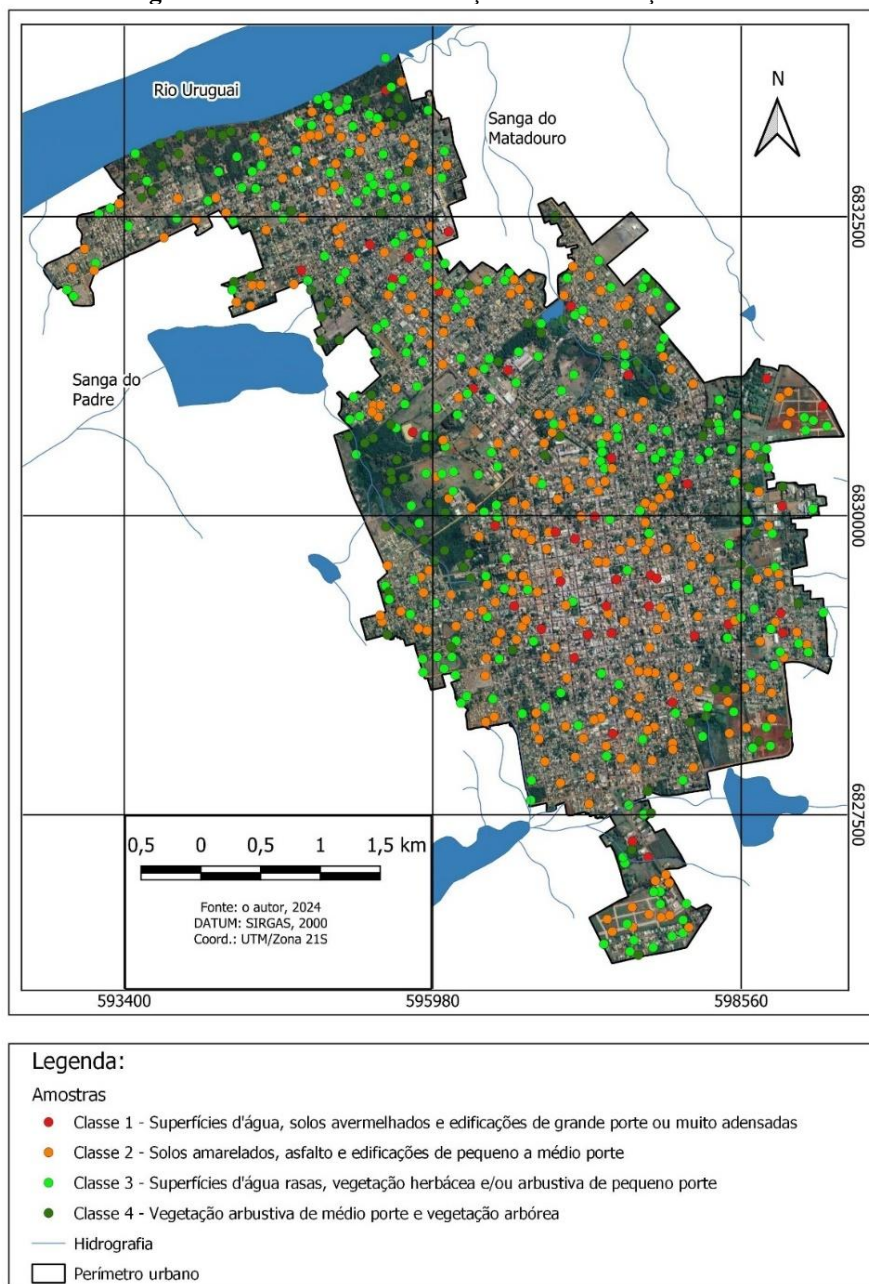 Rio Uruguai
N
Sanga do
Matadouro
6832500
Sanga do
Padre
6830000
6827500
0,5 0 0,5 1 1,5 km
Fonte: o autor, 2024
DATUM: SIRGAS, 2000
Coord.: UTM/Zona 21S
593400 595980 598560
Legenda:
Amostras
Classe 1 - Superfícies d'água, solos avermelhados e edificações de grande porte ou muito adensadas
Classe 2 - Solos amarelados, asfalto e edificações de pequeno a médio porte
Classe 3 - Superfícies d'água rasas, vegetação herbácea e/ou arbustiva de pequeno porte
Classe 4 - Vegetação arbustiva de médio porte e vegetação arbórea
Hidrografia
Perímetro urbano